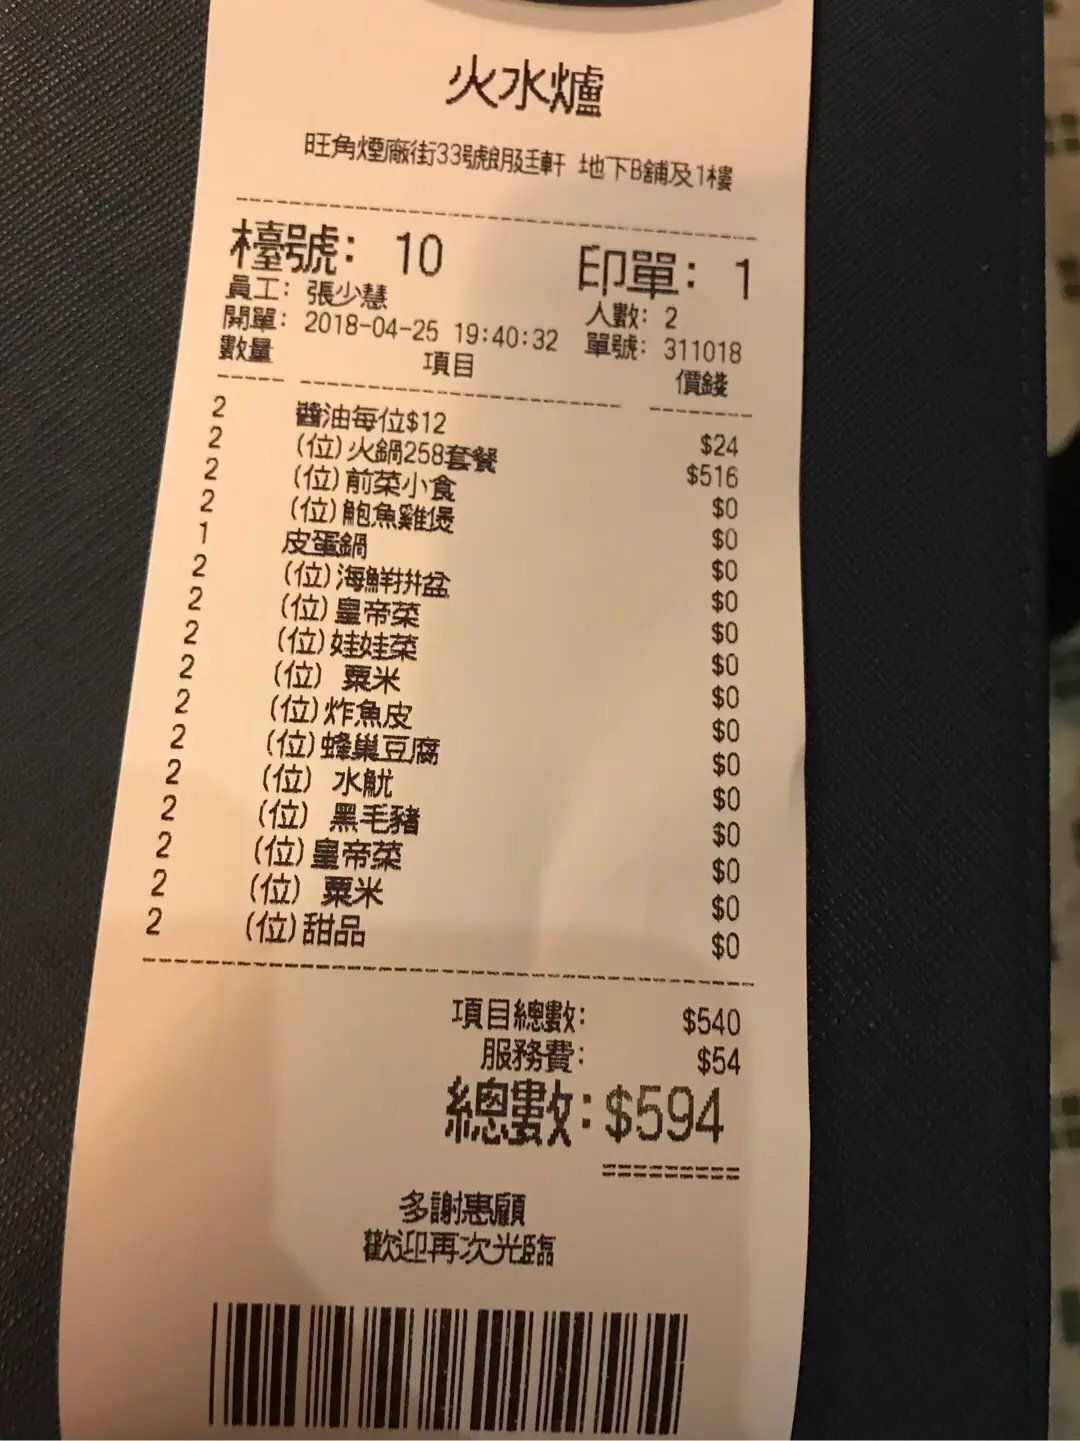 火水爐
旺角煙廠街33號朗廷軒 地下B舖及1樓
檯號: 10 印單: 1
員工: 張少慧 人數: 2
開單: 2018-04-25 19:40:32 單號: 311018
數量 項目 價錢
2 醬油每位$12 $24
2 (位)火鍋258套餐 $516
2 (位)前菜小食 $0
2 (位)鮑魚雞煲 $0
1 皮蛋鍋 $0
2 (位)海鮮拼盆 $0
2 (位)皇帝菜 $0
2 (位)娃娃菜 $0
2 (位) 粟米 $0
2 (位)炸魚皮 $0
2 (位)蜂巢豆腐 $0
2 (位) 水魷 $0
2 (位) 黑毛豬 $0
2 (位)皇帝菜 $0
2 (位) 粟米 $0
2 (位)甜品 $0
項目總數: $540
服務費: $54
總數: $594
==========
多謝惠顧
歡迎再次光臨